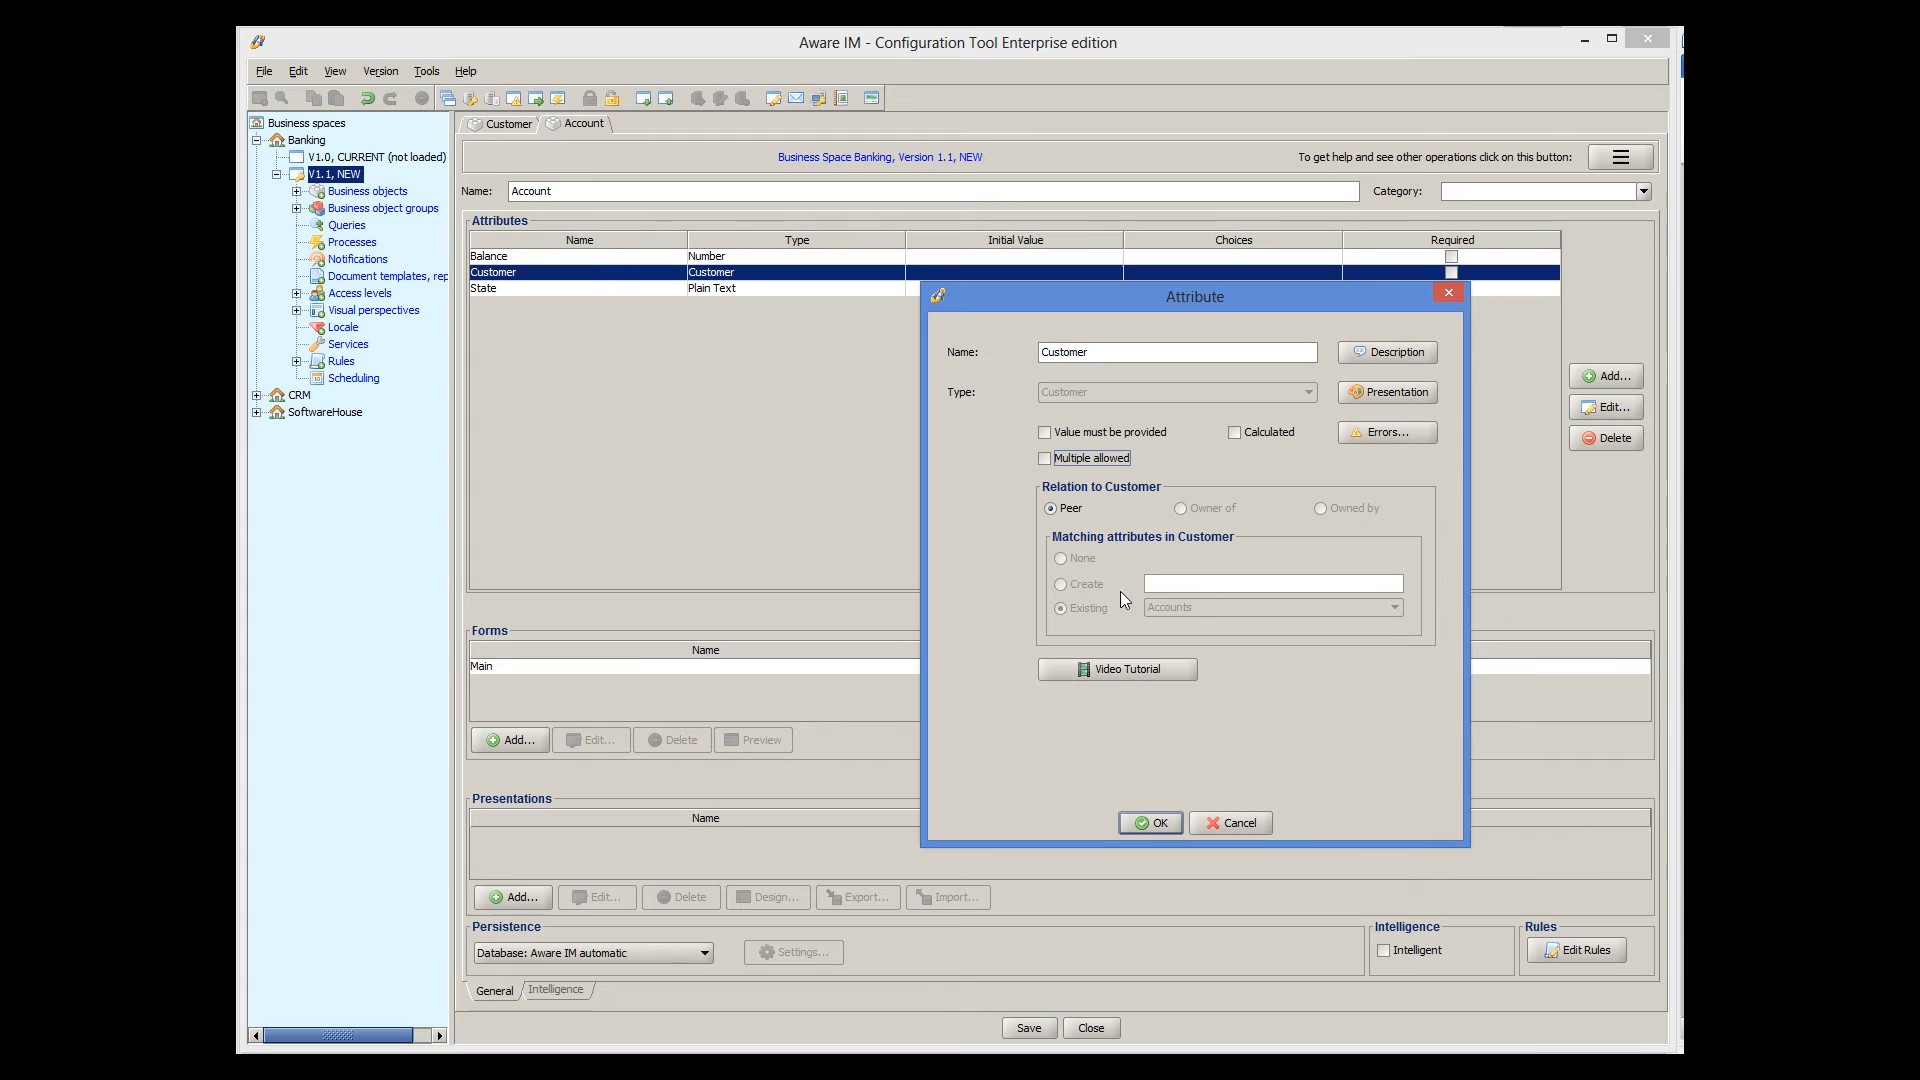 Aware IM - Configuration Tool Enterprise edition
File Edit View Version Tools Help
Business spaces
Banking
V1.0, CURRENT (not loaded)
V1.1, NEW
Business objects
Business object groups
Queries
Processes
Notifications
Document templates, rep
Access levels
Visual perspectives
Locale
Services
Rules
Scheduling
CRM
SoftwareHouse
Customer Account
Business Space Banking, Version 1.1, NEW
To get help and see other operations click on this button:
Name: Account Category:
Attributes
Name Type Initial Value Choices Required
Balance Number
Customer Customer
State Plain Text
Add...
Edit...
Delete
Attribute
Name: Customer Description
Type: Customer Presentation
Value must be provided Calculated Errors...
Multiple allowed
Relation to Customer
Peer Owner of Owned by
Matching attributes in Customer
None
Create
Existing Accounts
Video Tutorial
OK Cancel
Forms
Name
Main
Add... Edit... Delete Preview
Presentations
Name
Add... Edit... Delete Design... Export... Import...
Persistence
Database: Aware IM automatic Settings...
Intelligence
Intelligent
Rules
Edit Rules
General Intelligence
Save Close